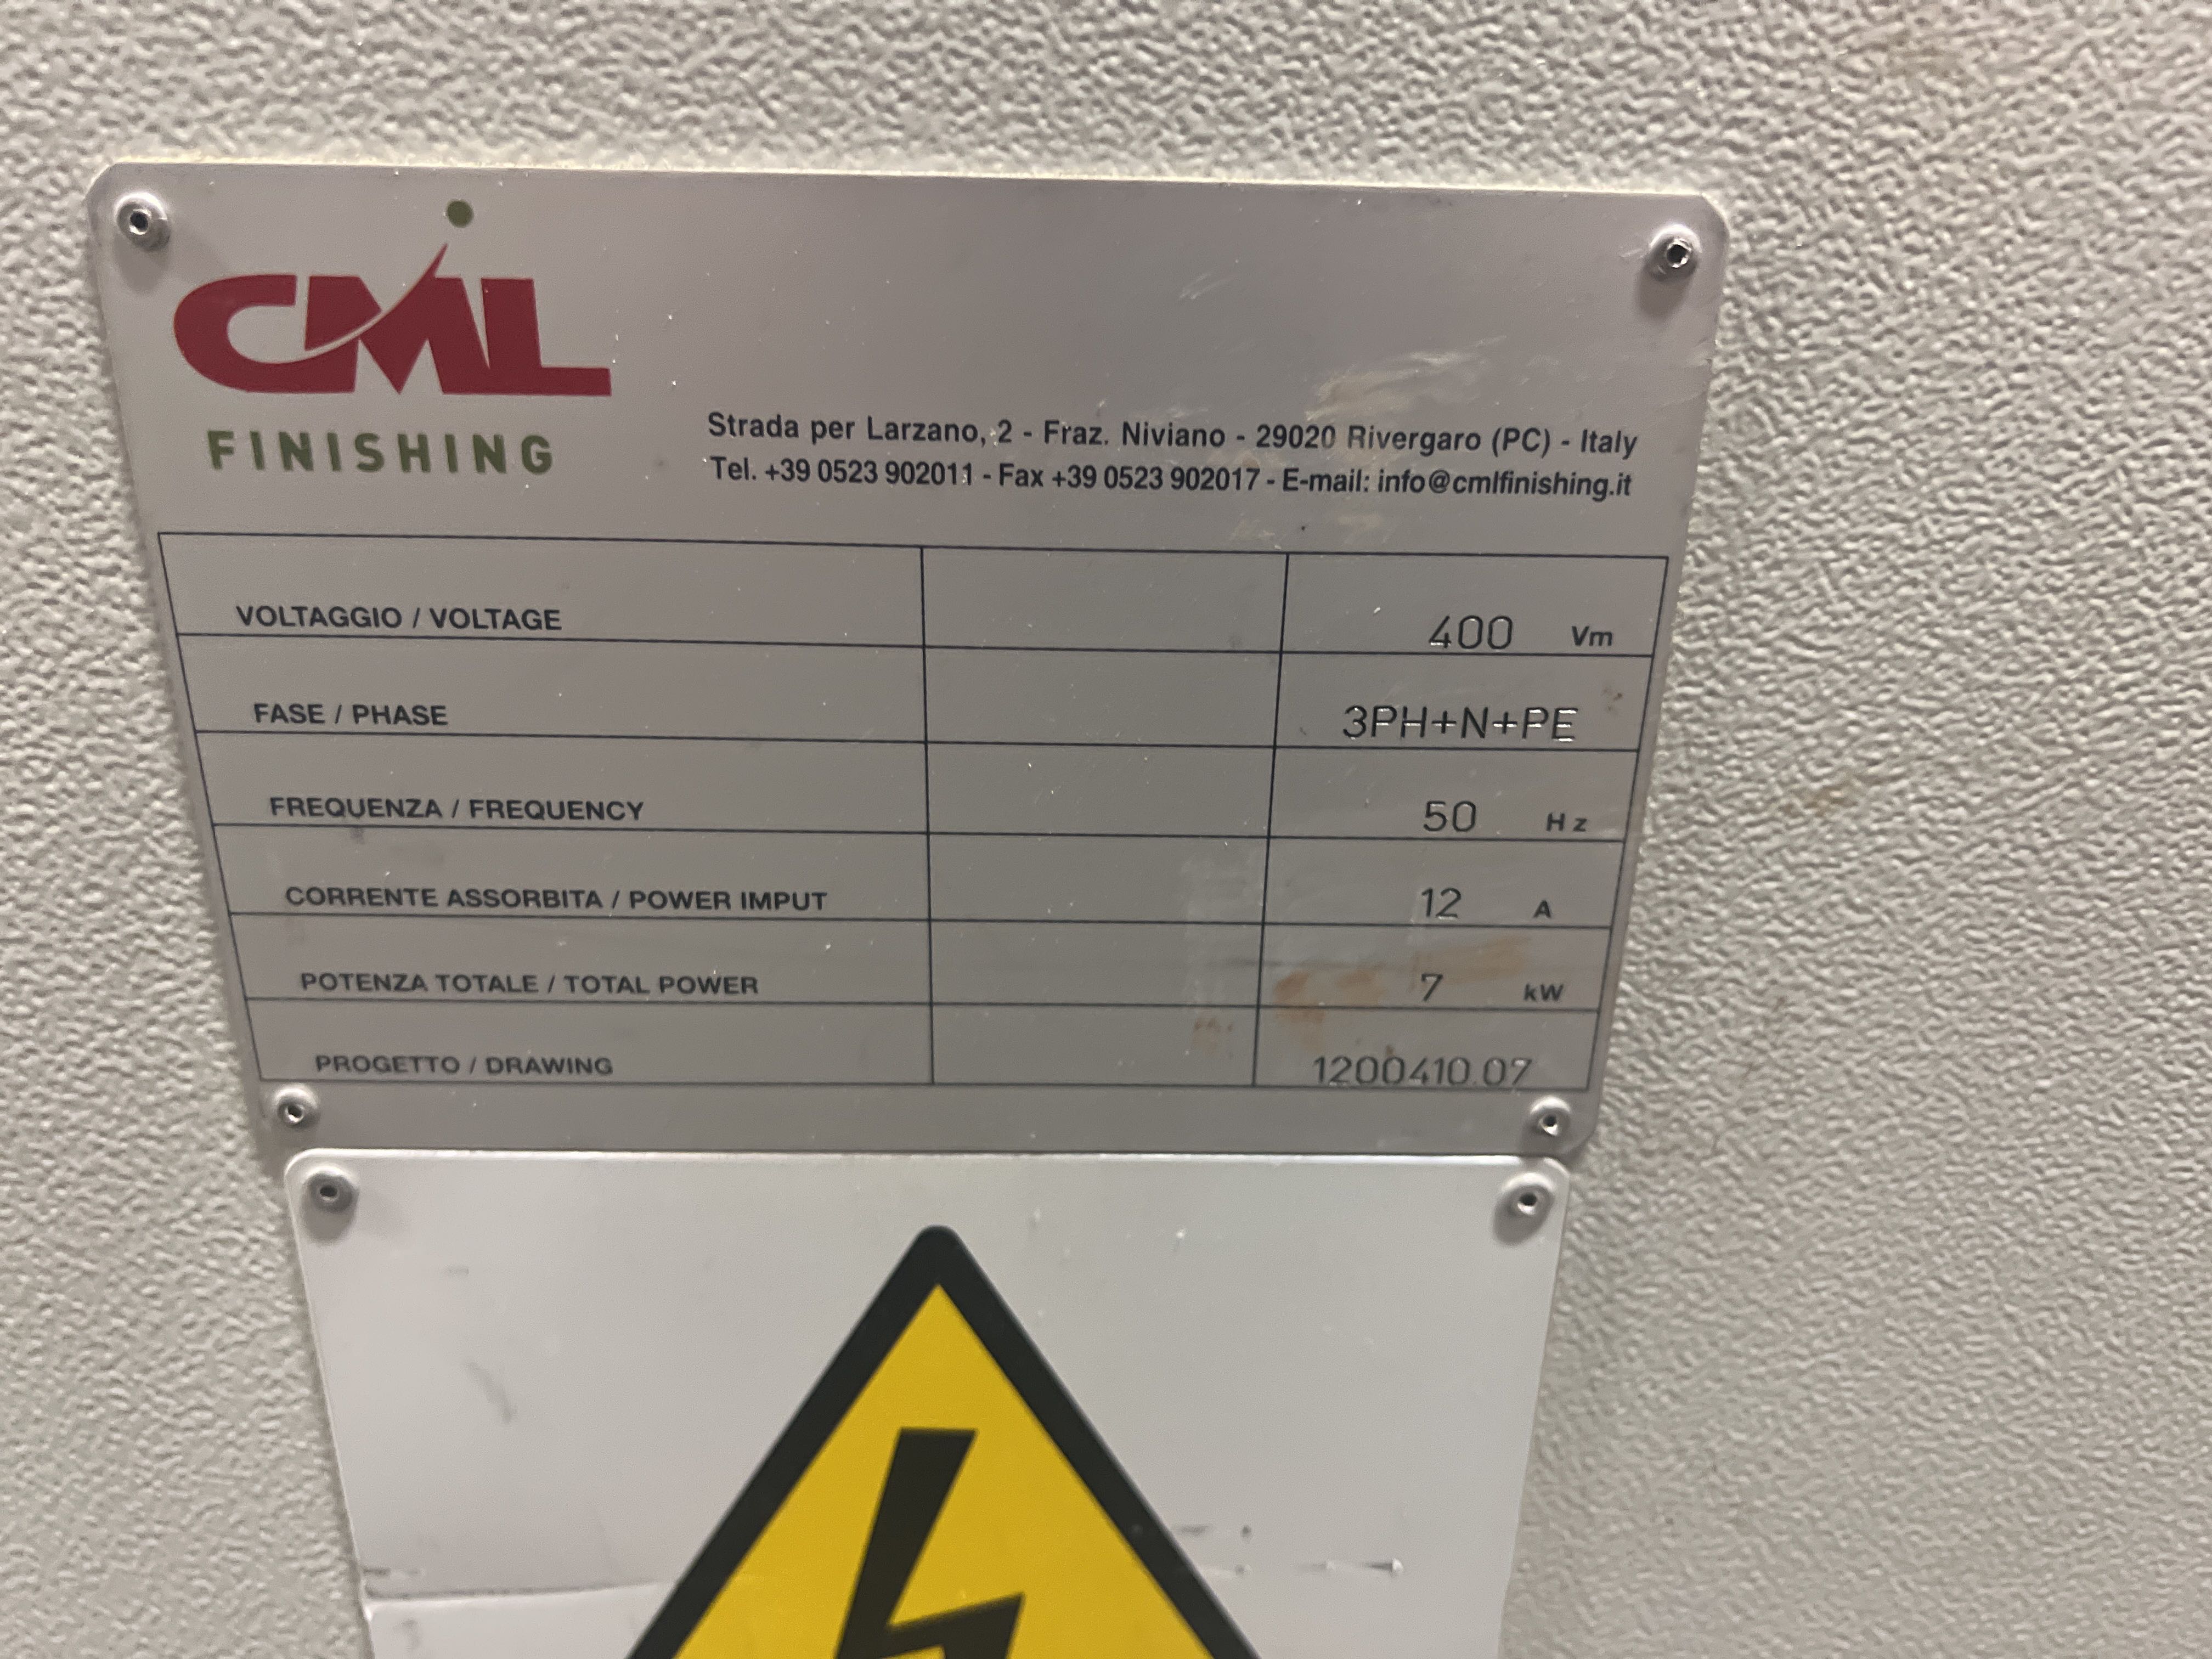 CML
FINISHING
Strada per Larzano, 2 - Fraz. Niviano - 29020 Rivergaro (PC) - Italy
Tel. +39 0523 902011 - Fax +39 0523 902017 - E-mail: info@cmlfinishing.it
VOLTAGGIO / VOLTAGE 400 Vm
FASE / PHASE 3PH+N+PE
FREQUENZA / FREQUENCY 50 Hz
CORRENTE ASSORBITA / POWER IMPUT 12 A
POTENZA TOTALE / TOTAL POWER 7 kW
PROGETTO / DRAWING 1200410.07